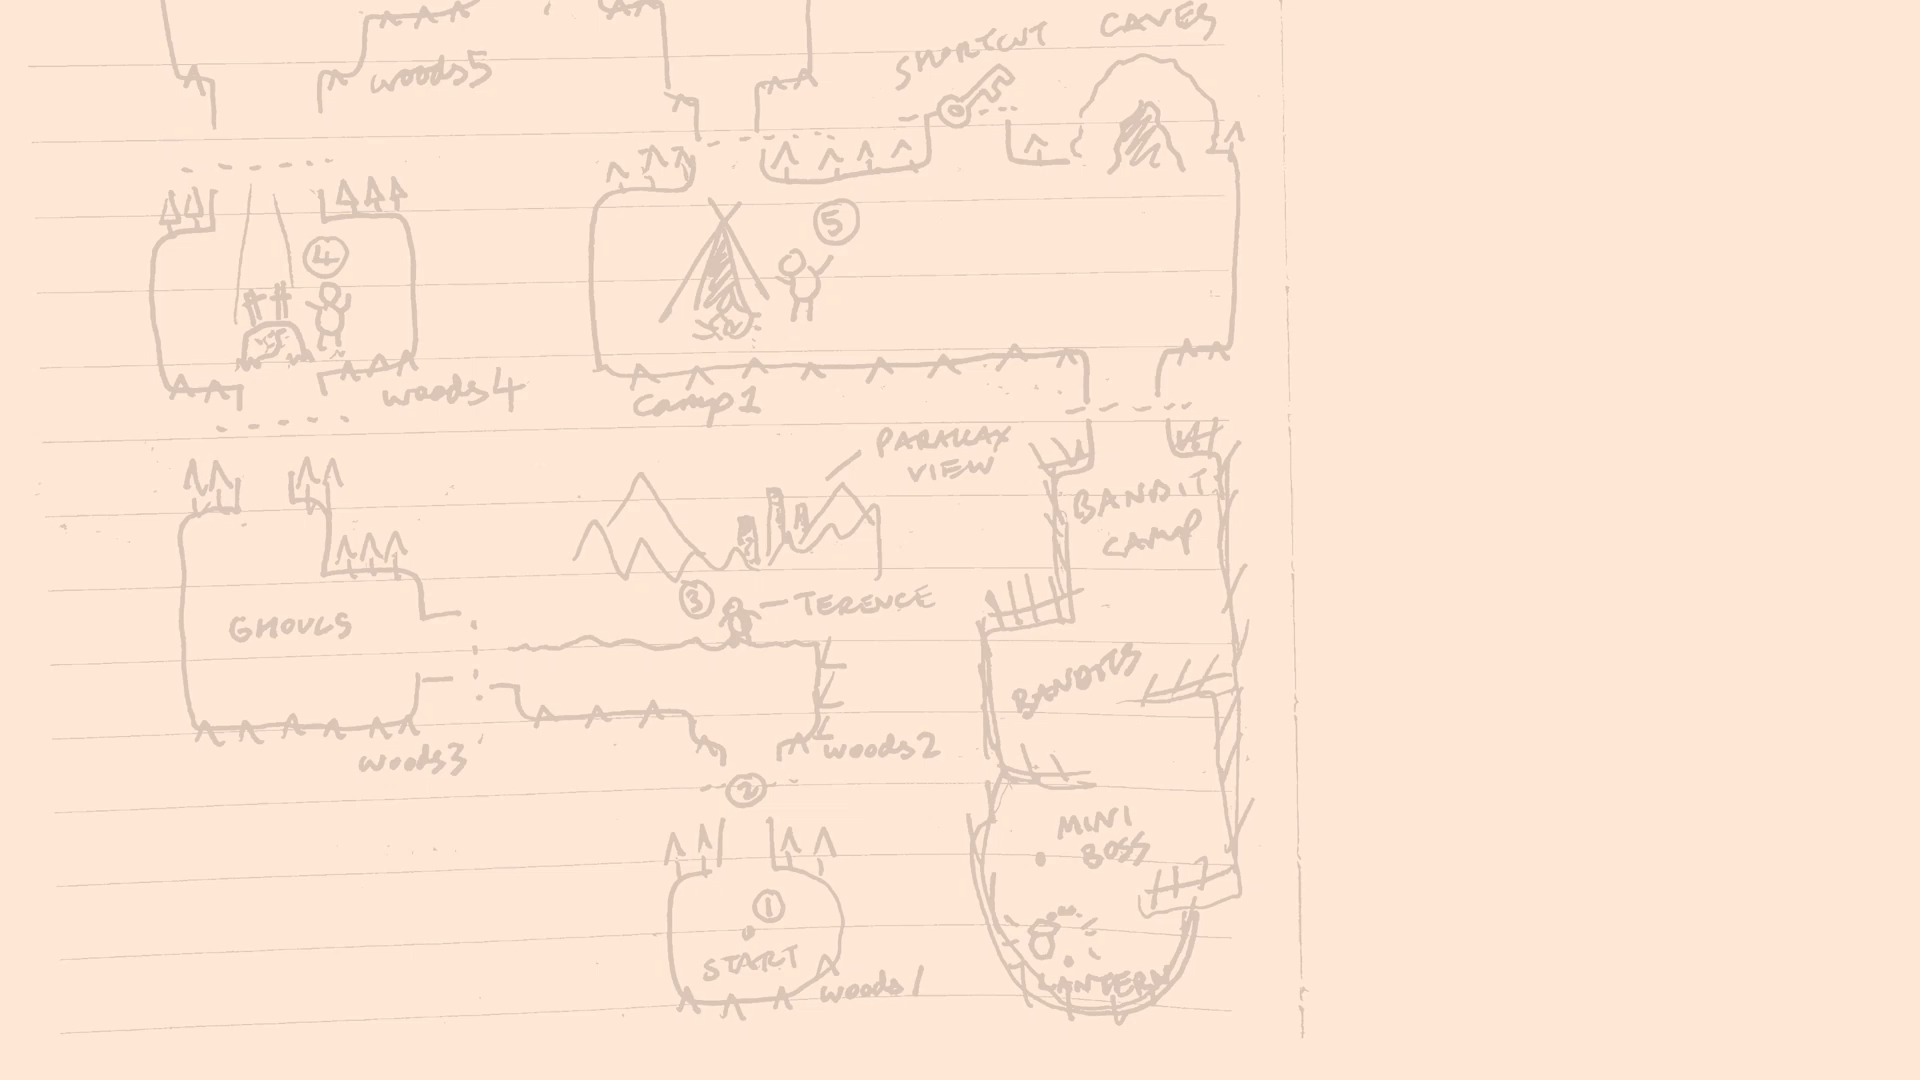 CAVES
SHORTCUT
woods5
5
4
woods4
Camp1
PARALLAX
VIEW
BANDIT
CAMP
3
TERENCE
GHOULS
BANDITS
woods3
woods2
2
MINI
BOSS
1
START
woods1
LANTERN